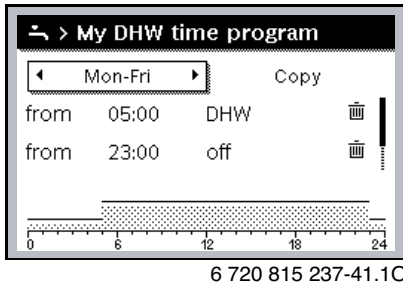 > My DHW time program
Mon-Fri Copy
from 05:00 DHW
from 23:00 off
0 6 12 18 24
6 720 815 237-41.1O